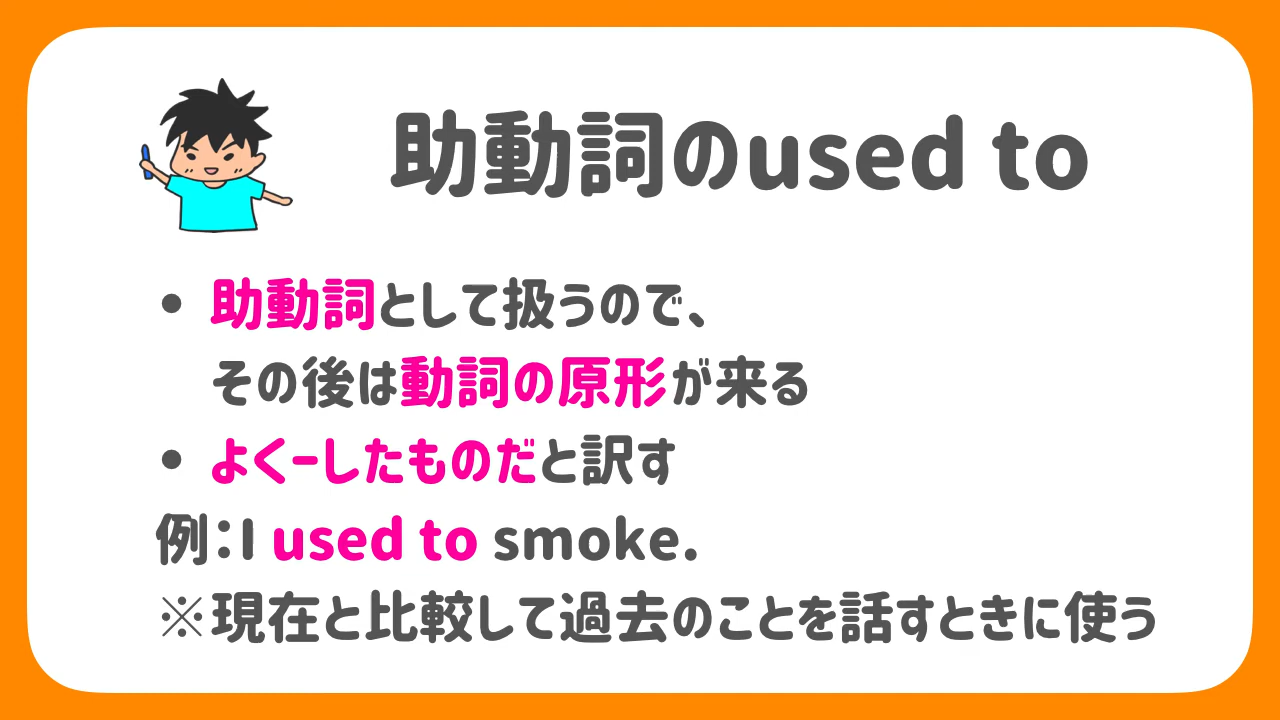 助動詞のused to
• 助動詞として扱うので、
その後は動詞の原形が来る
• よくーしたものだと訳す
例：I used to smoke.
※現在と比較して過去のことを話すときに使う